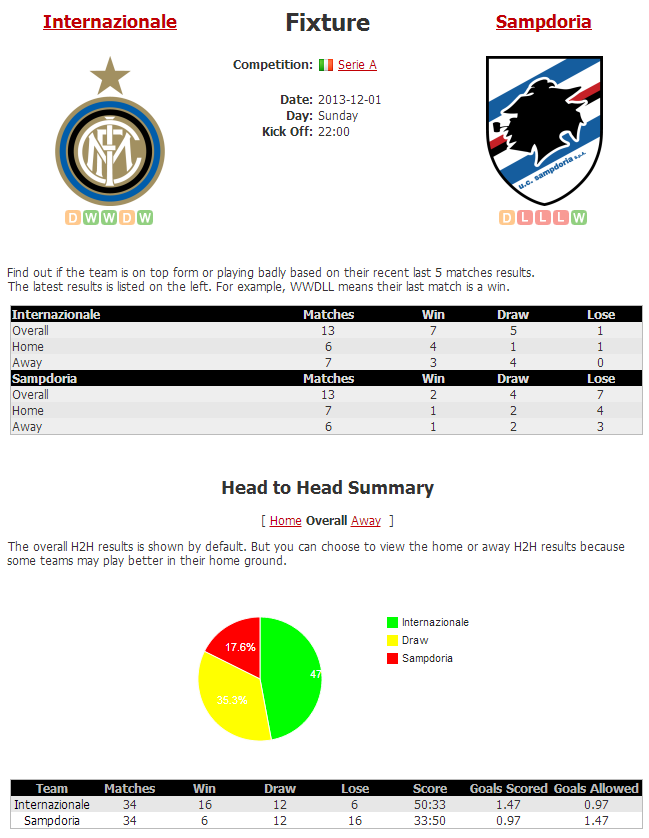 Internazionale
Fixture
Sampdoria
Competition: Serie A
Date: 2013-12-01
Day: Sunday
Kick Off: 22:00
u.c. sampdoria s.p.a.
D W W D W
D L L L W
Find out if the team is on top form or playing badly based on their recent last 5 matches results.
The latest results is listed on the left. For example, WWDLL means their last match is a win.
Internazionale Matches Win Draw Lose
Overall 13 7 5 1
Home 6 4 1 1
Away 7 3 4 0
Sampdoria Matches Win Draw Lose
Overall 13 2 4 7
Home 7 1 2 4
Away 6 1 2 3
Head to Head Summary
[ Home Overall Away ]
The overall H2H results is shown by default. But you can choose to view the home or away H2H results because
some teams may play better in their home ground.
17.6%
47
35.3%
Internazionale
Draw
Sampdoria
Team Matches Win Draw Lose Score Goals Scored Goals Allowed
Internazionale 34 16 12 6 50:33 1.47 0.97
Sampdoria 34 6 12 16 33:50 0.97 1.47